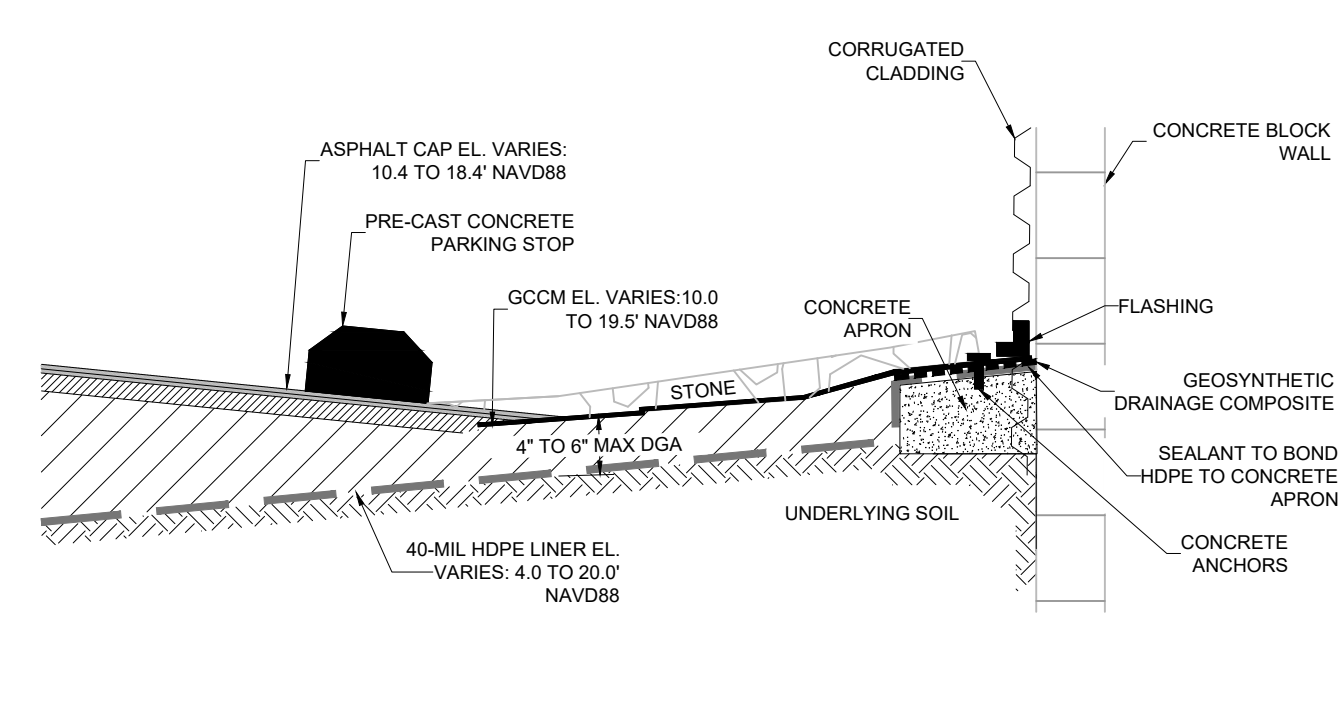 CORRUGATED
CLADDING
CONCRETE BLOCK
WALL
ASPHALT CAP EL. VARIES:
10.4 TO 18.4' NAVD88
PRE-CAST CONCRETE
PARKING STOP
GCCM EL. VARIES:10.0
TO 19.5' NAVD88
CONCRETE
APRON
FLASHING
STONE
GEOSYNTHETIC
DRAINAGE COMPOSITE
4" TO 6" MAX DGA
SEALANT TO BOND
HDPE TO CONCRETE
APRON
UNDERLYING SOIL
40-MIL HDPE LINER EL.
VARIES: 4.0 TO 20.0'
NAVD88
CONCRETE
ANCHORS